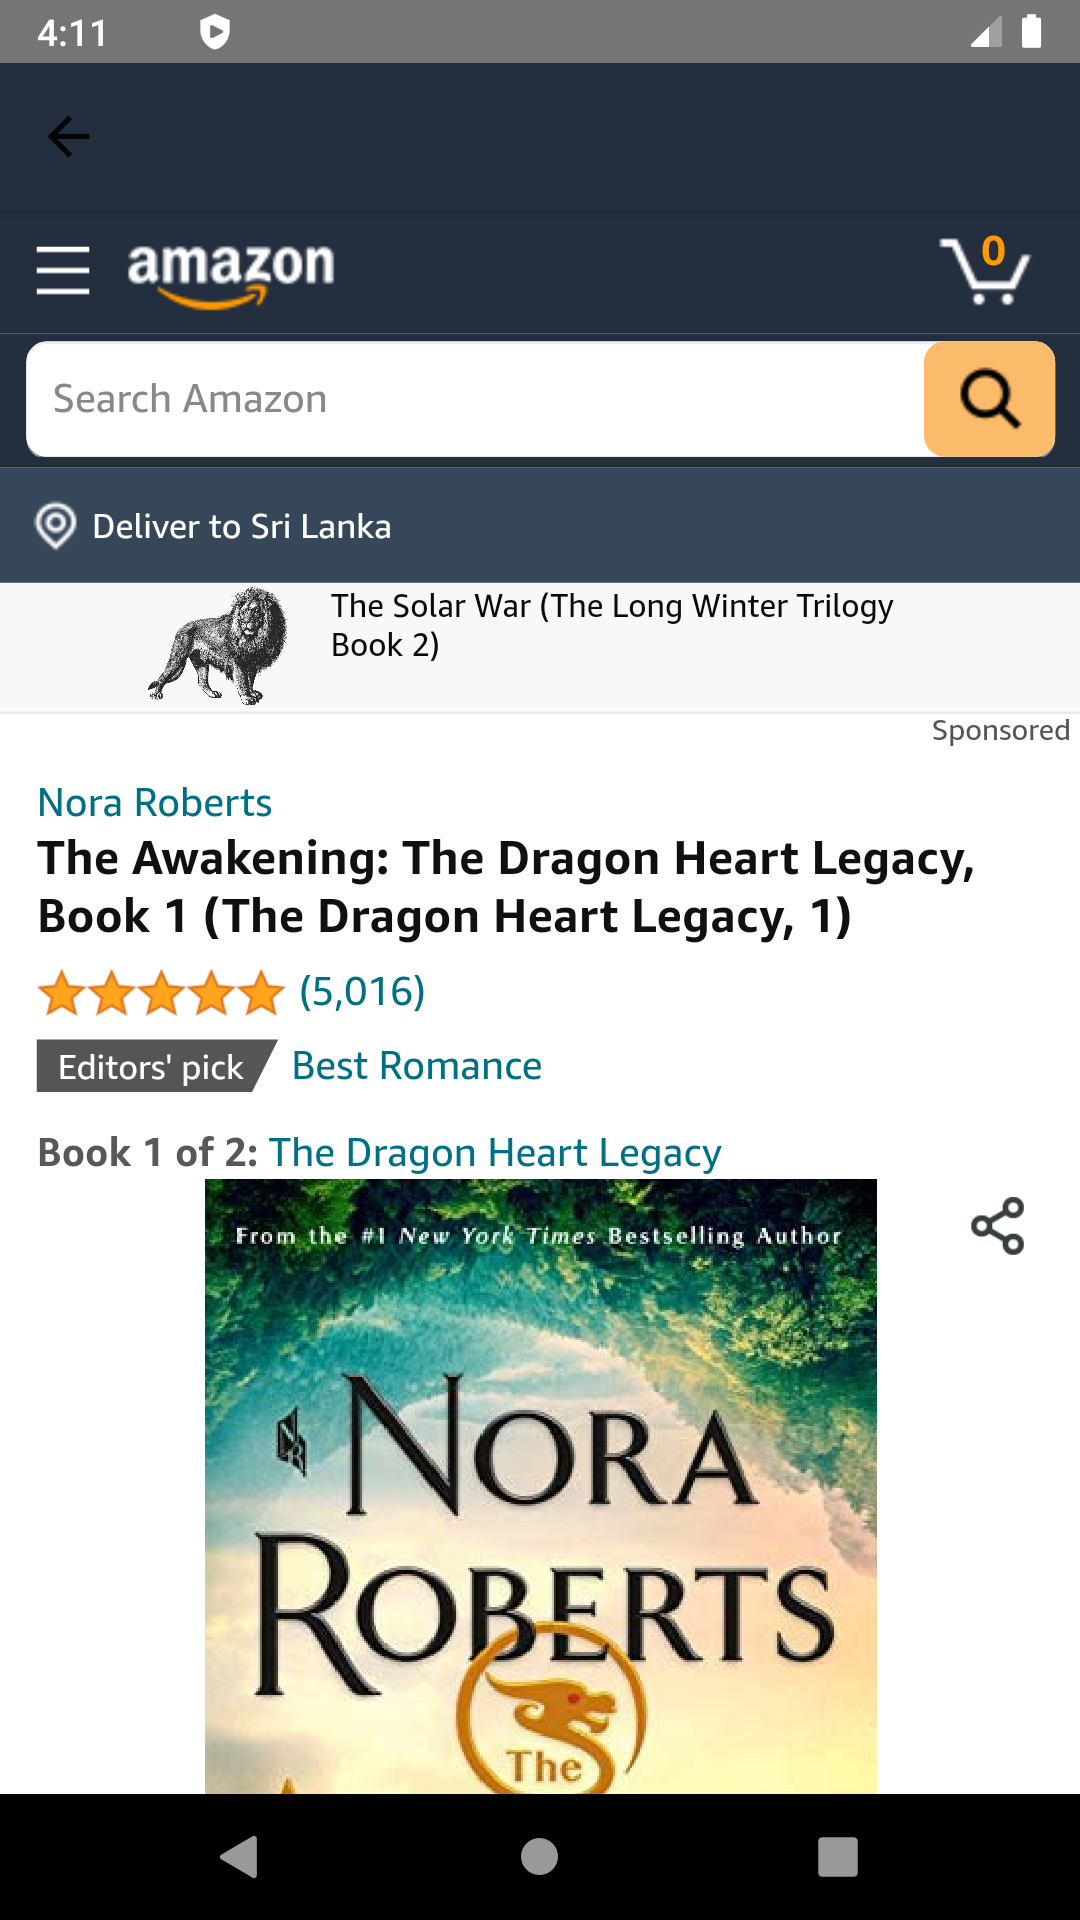 4:11
amazon
0
Search Amazon
Deliver to Sri Lanka
The Solar War (The Long Winter Trilogy
Book 2)
Sponsored
Nora Roberts
The Awakening: The Dragon Heart Legacy,
Book 1 (The Dragon Heart Legacy, 1)
(5,016)
Editors' pick Best Romance
Book 1 of 2: The Dragon Heart Legacy
From the #1 New York Times Bestselling Author
NORA
ROBERTS
The